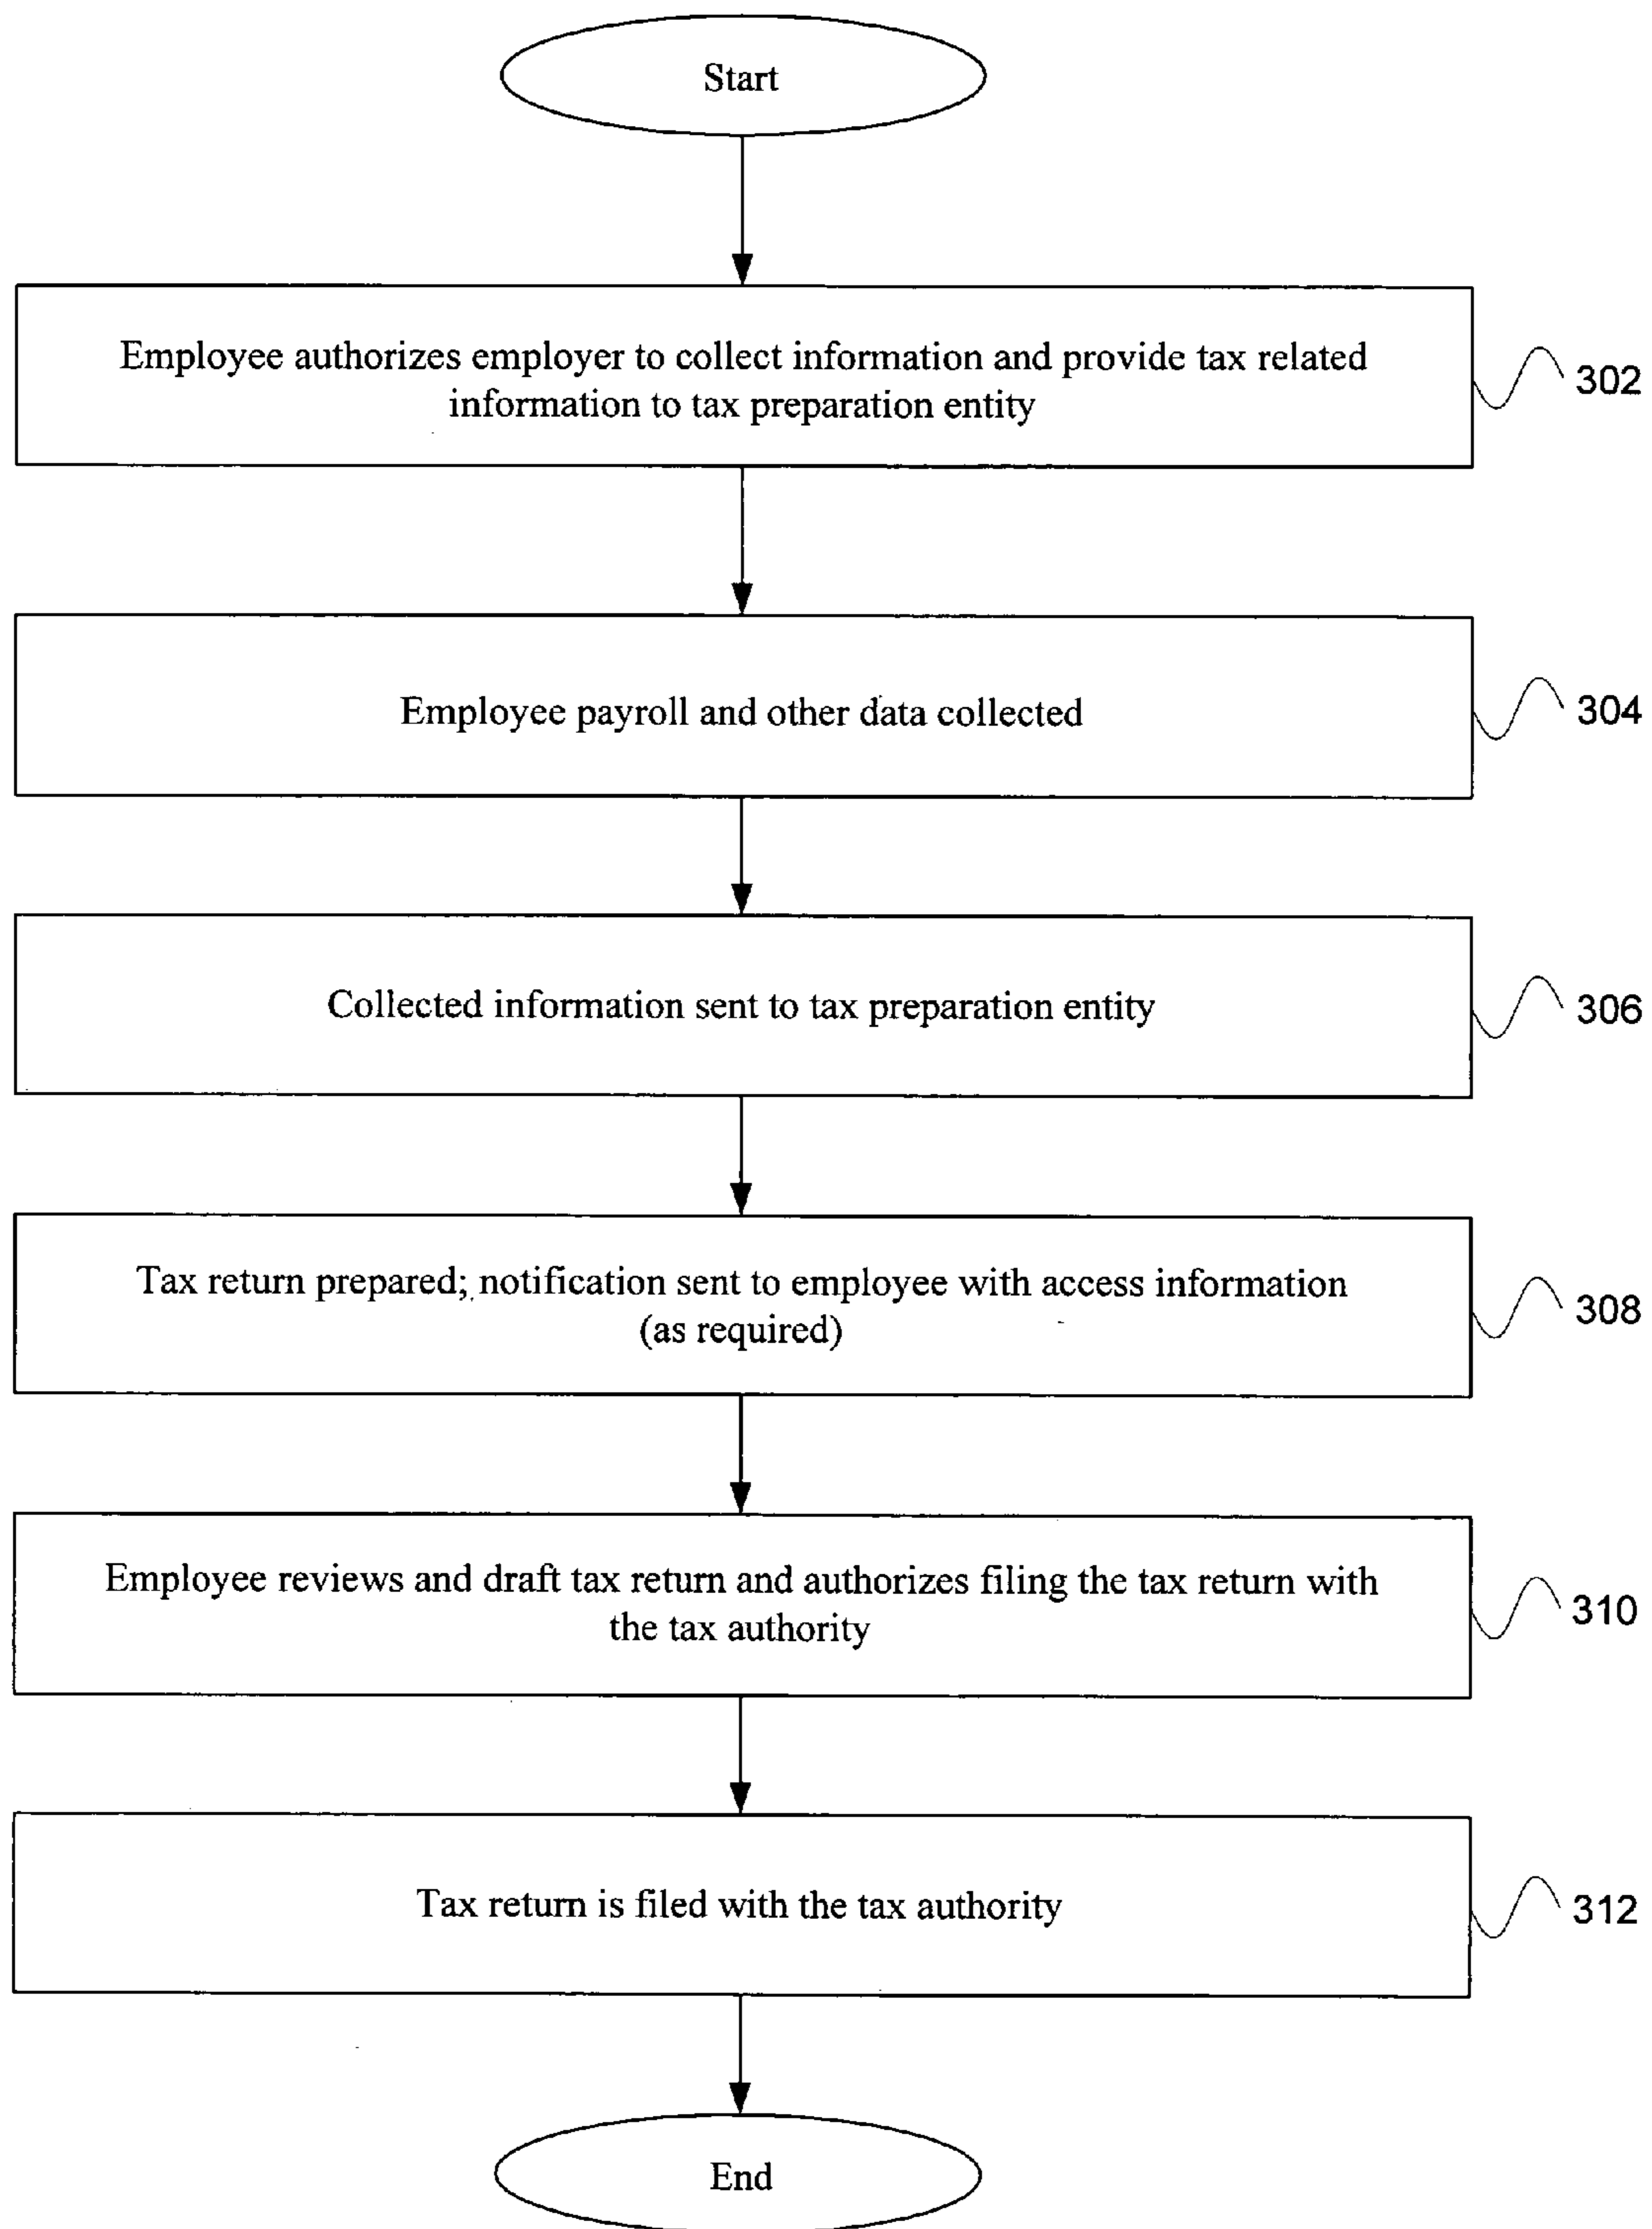 Start
Employee authorizes employer to collect information and provide tax related
information to tax preparation entity
302
Employee payroll and other data collected
304
Collected information sent to tax preparation entity
306
Tax return prepared; notification sent to employee with access information
(as required)
308
Employee reviews and draft tax return and authorizes filing the tax return with
the tax authority
310
Tax return is filed with the tax authority
312
End